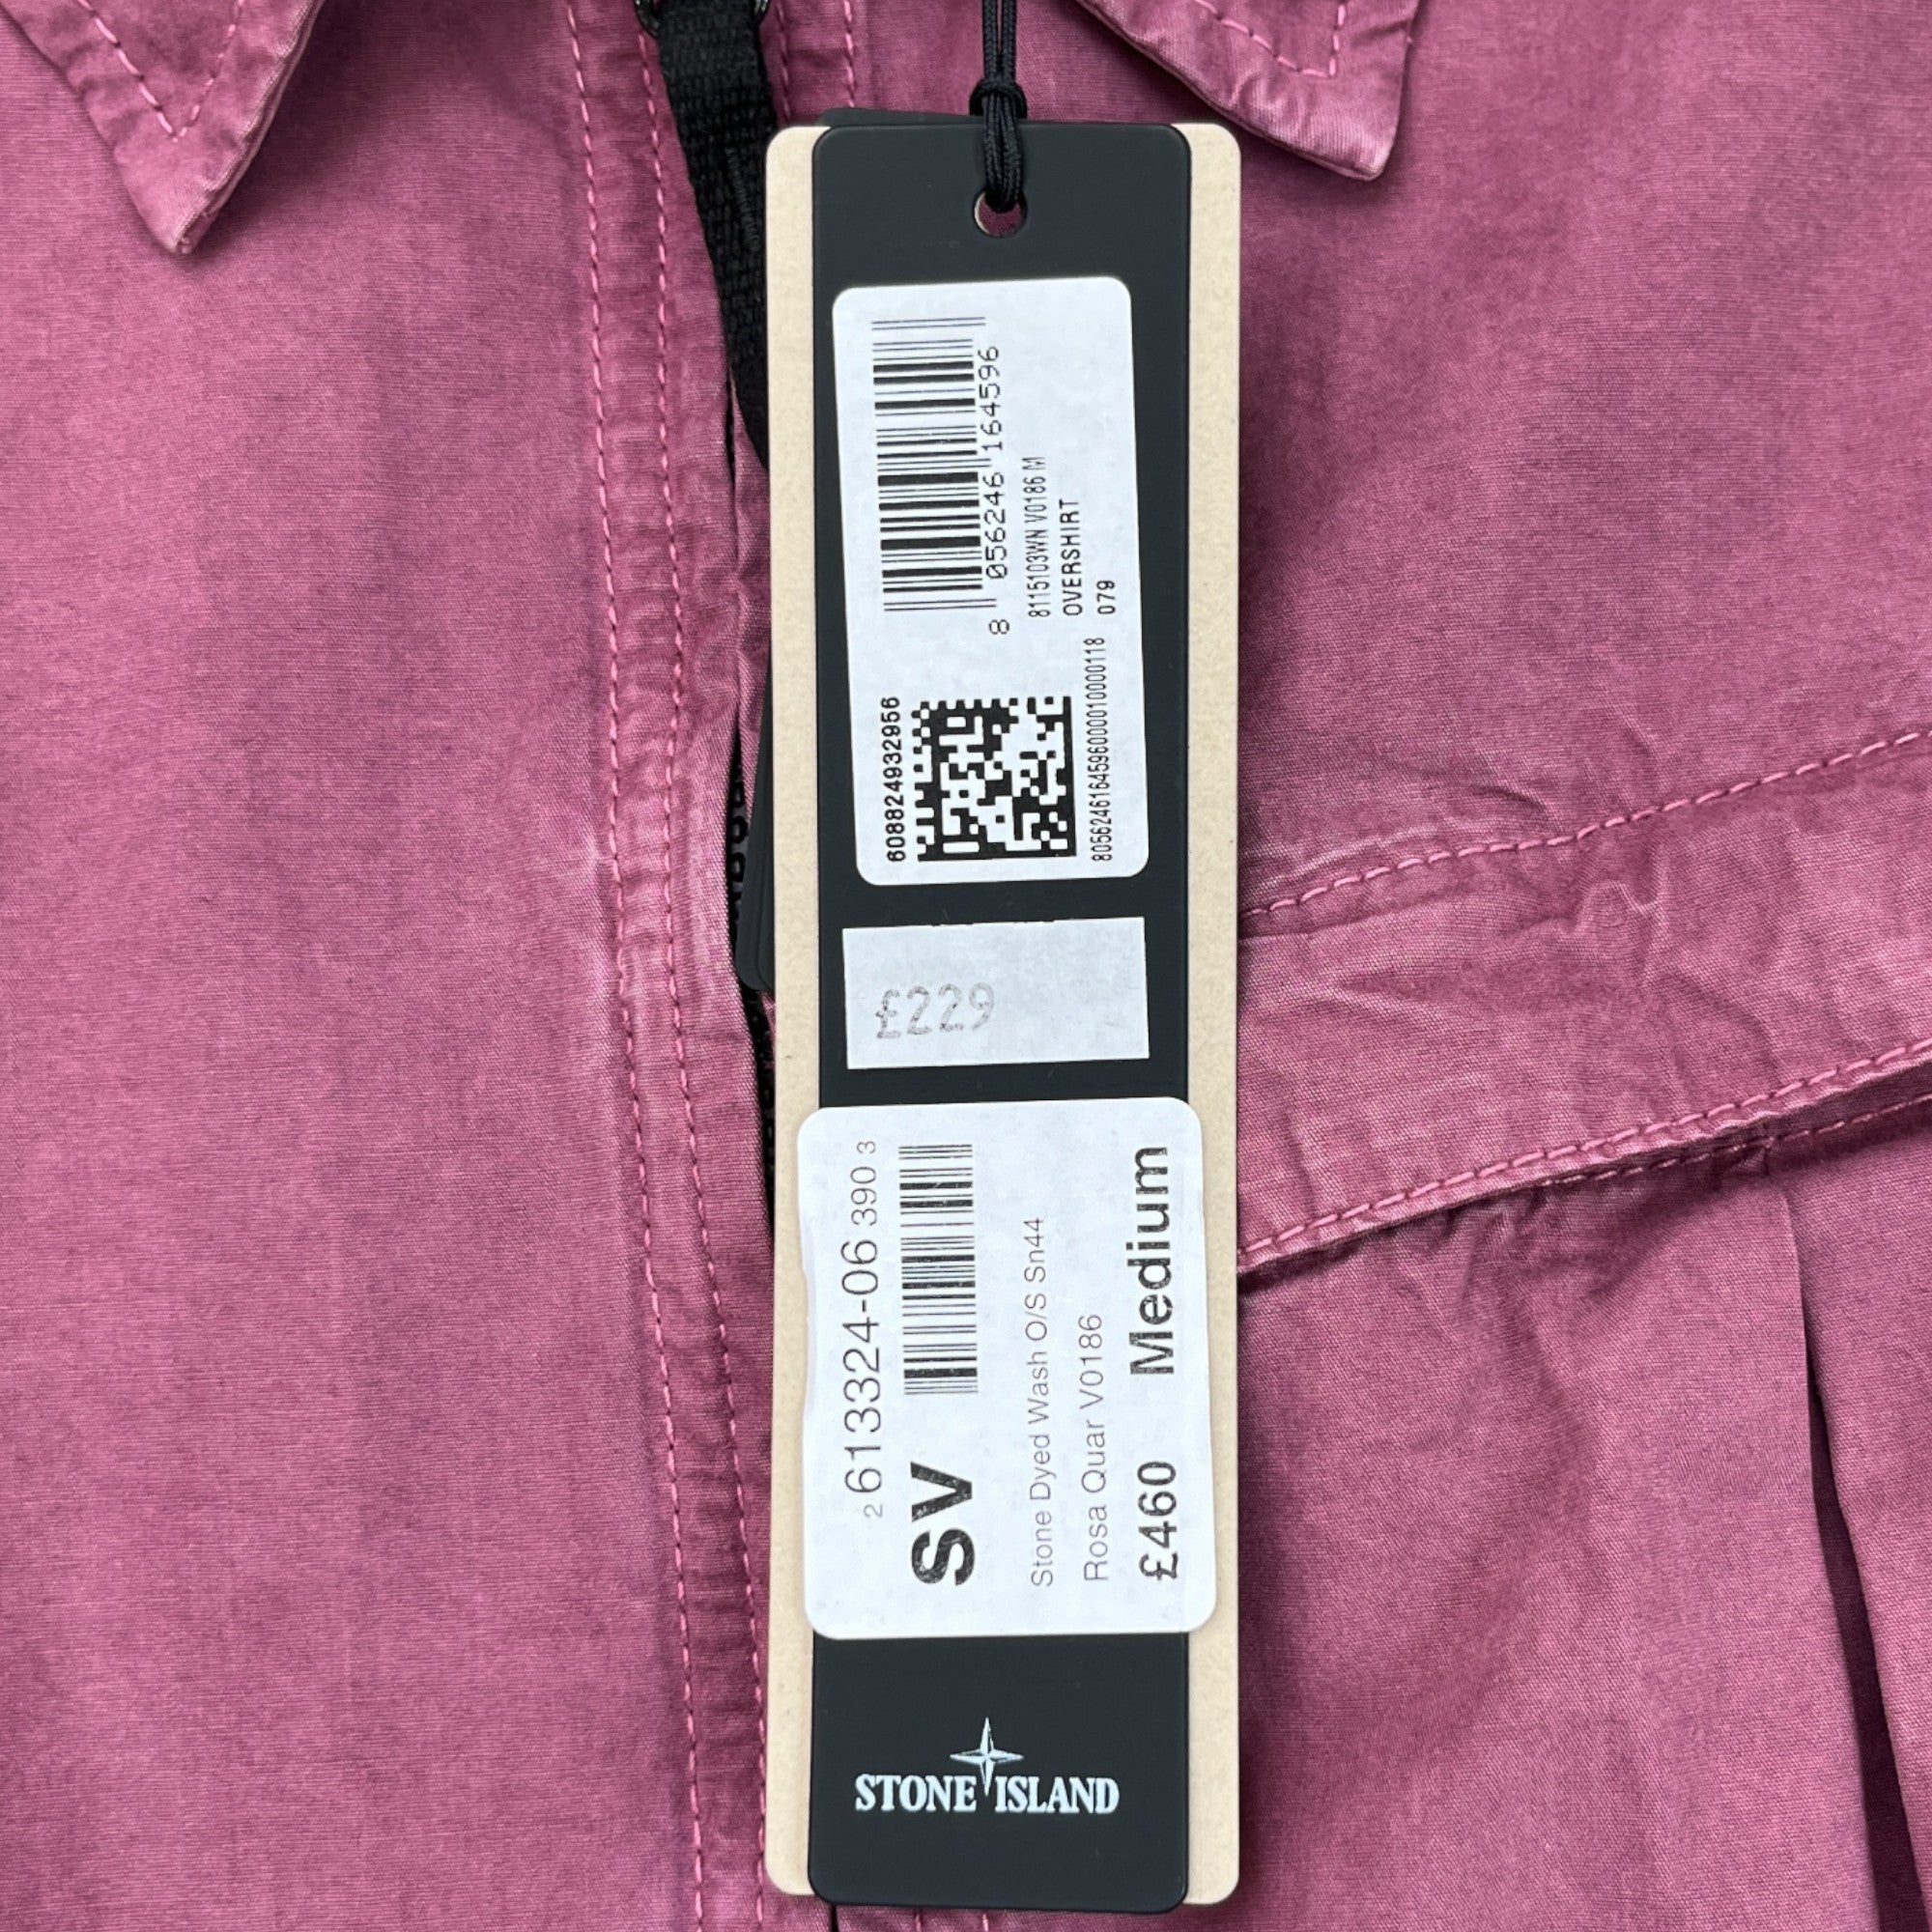 8 056246 164596
8115103WN V0186 M
OVERSHIRT
079
608824932956
8056246164596000010000118
£229
2 613324-06 390 3
SV
Stone Dyed Wash O/S Sn44
Rosa Quar V0186
£460 Medium
STONE ISLAND